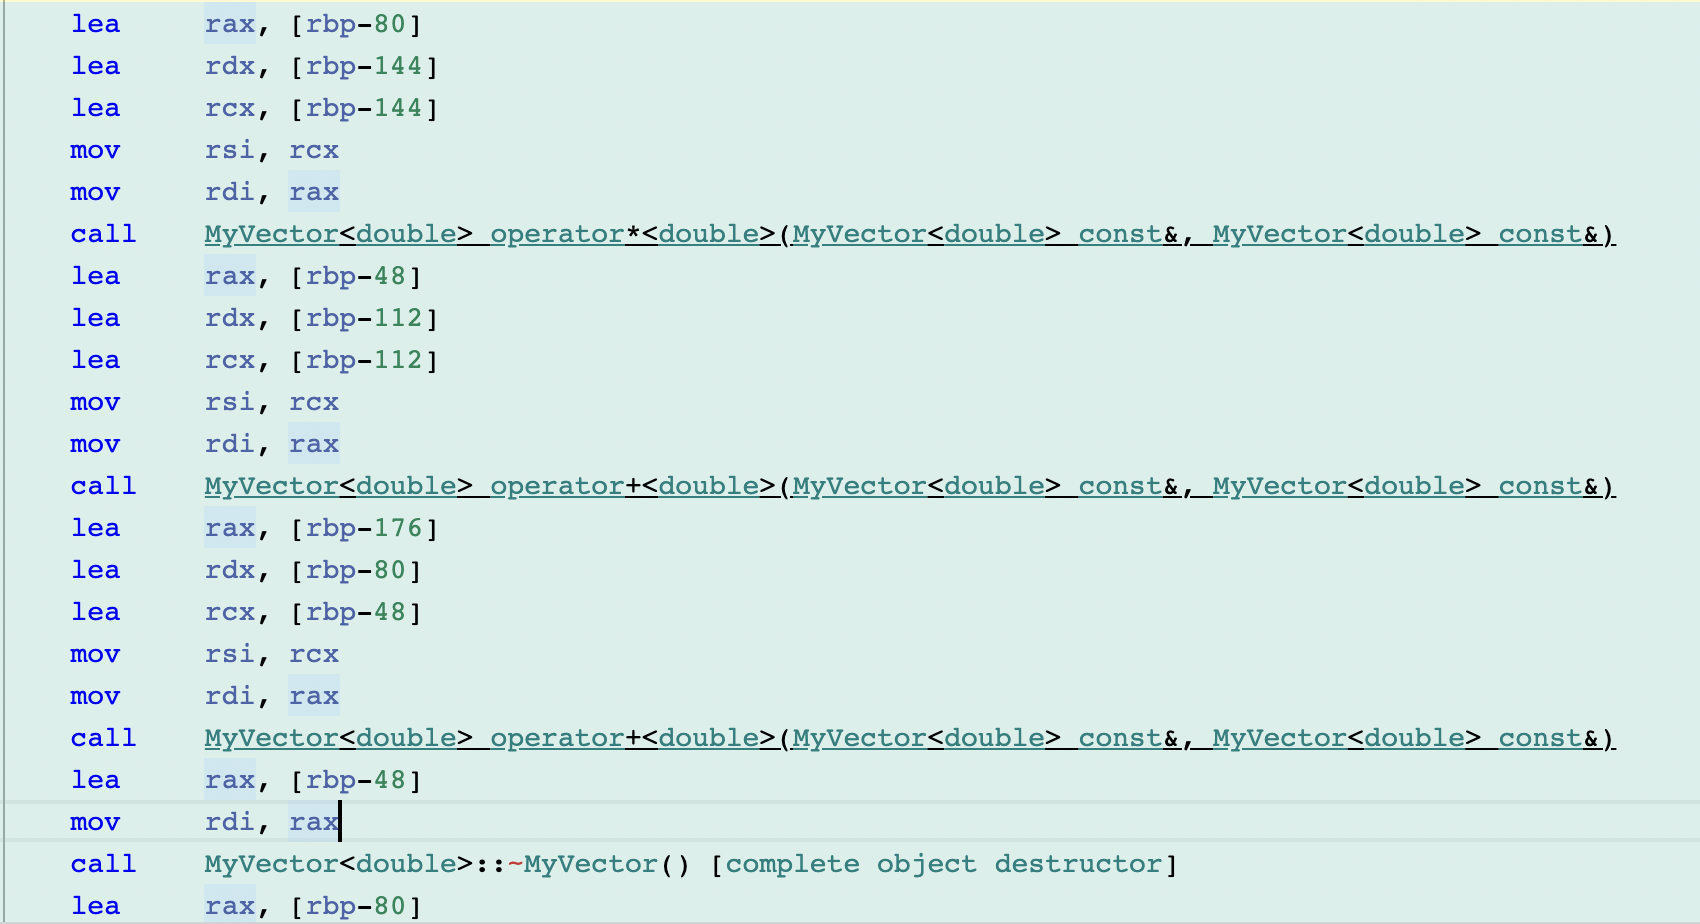 lea rax, [rbp-80]
lea rdx, [rbp-144]
lea rcx, [rbp-144]
mov rsi, rcx
mov rdi, rax
call MyVector<double> operator*<double>(MyVector<double> const&, MyVector<double> const&)
lea rax, [rbp-48]
lea rdx, [rbp-112]
lea rcx, [rbp-112]
mov rsi, rcx
mov rdi, rax
call MyVector<double> operator+<double>(MyVector<double> const&, MyVector<double> const&)
lea rax, [rbp-176]
lea rdx, [rbp-80]
lea rcx, [rbp-48]
mov rsi, rcx
mov rdi, rax
call MyVector<double> operator+<double>(MyVector<double> const&, MyVector<double> const&)
lea rax, [rbp-48]
mov rdi, rax
call MyVector<double>::~MyVector() [complete object destructor]
lea rax, [rbp-80]